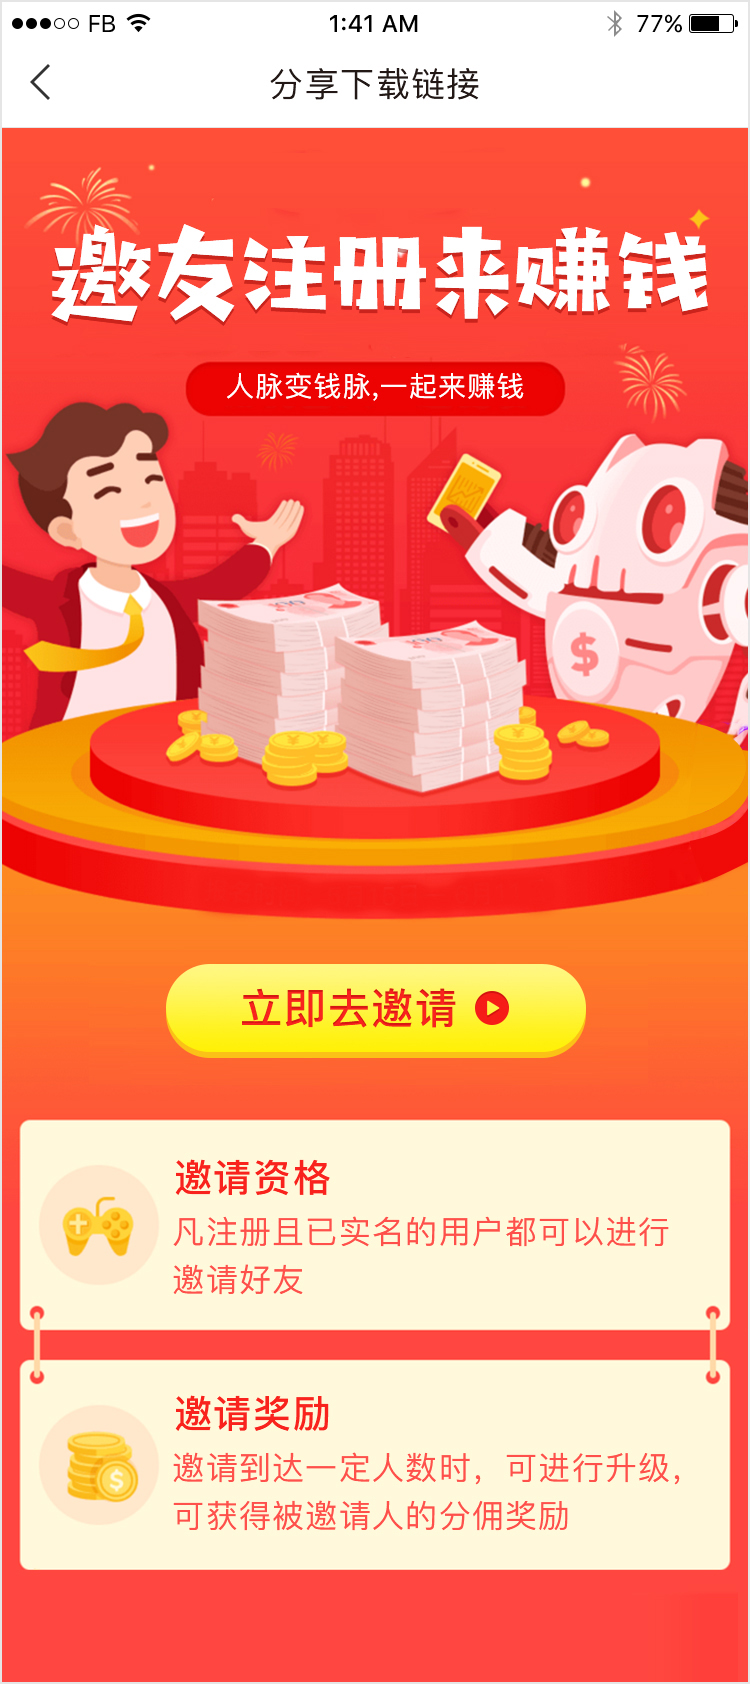 FB 1:41 AM 77%
分享下载链接
邀友注册来赚钱
人脉变钱脉,一起来赚钱
$
立即去邀请
邀请资格
凡注册且已实名的用户都可以进行
邀请好友
邀请奖励
邀请到达一定人数时，可进行升级，
可获得被邀请人的分佣奖励
$